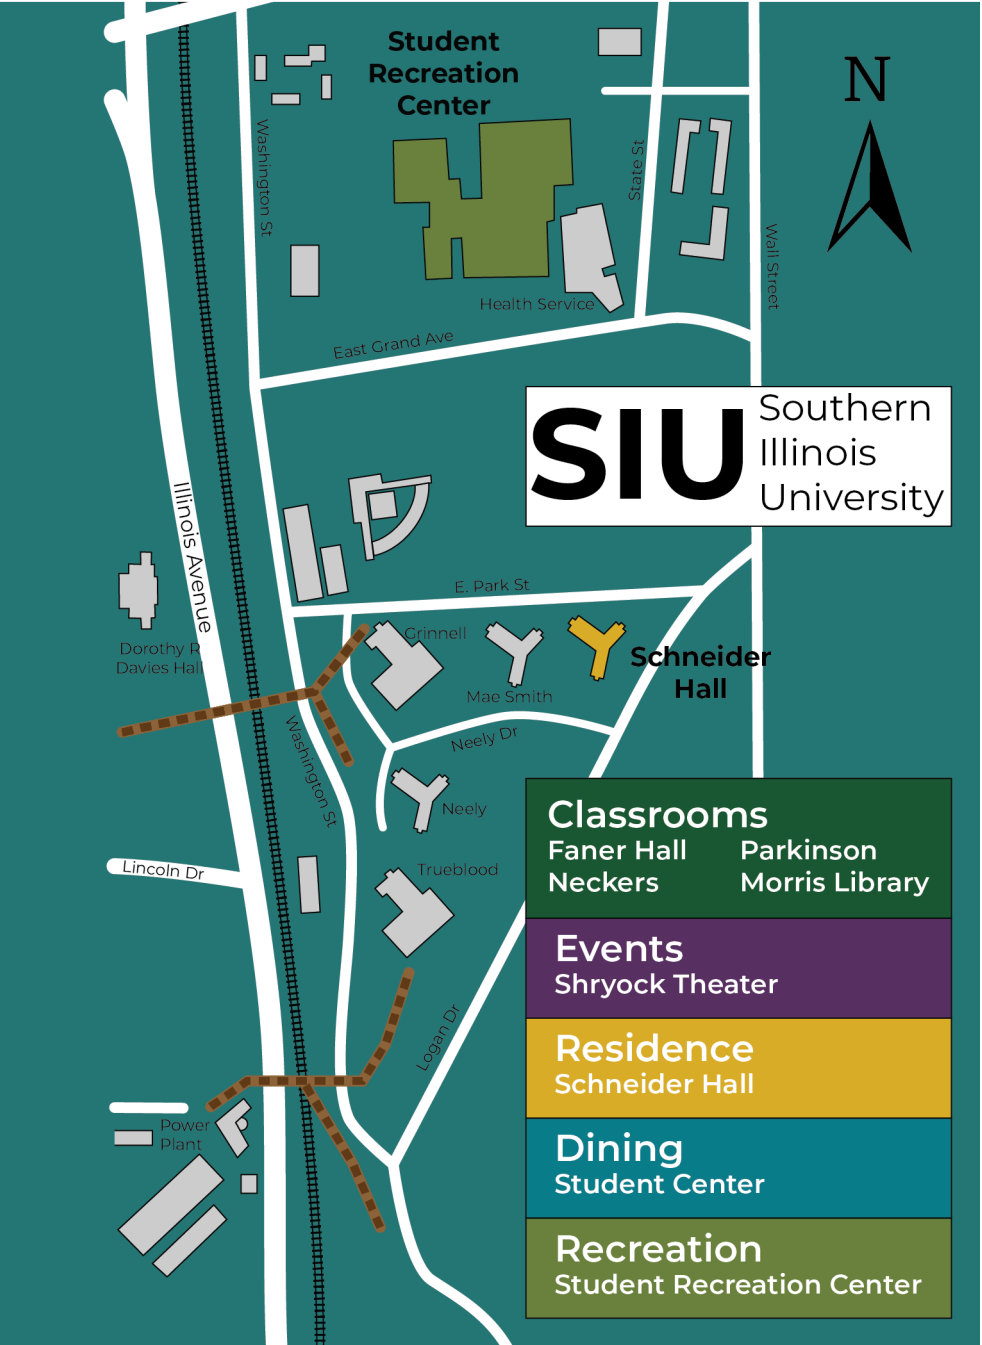 Student
Recreation
Center
N
Washington St
State St
Wall Street
Health Service
East Grand Ave
SIU
Southern
Illinois
University
Illinois Avenue
E. Park St
Dorothy R
Davies Hall
Grinnell
Schneider
Hall
Mae Smith
Neely Dr
Washington St
Neely
Lincoln Dr
Trueblood
Logan Dr
Power
Plant
Classrooms
Faner Hall
Parkinson
Neckers
Morris Library
Events
Shryock Theater
Residence
Schneider Hall
Dining
Student Center
Recreation
Student Recreation Center